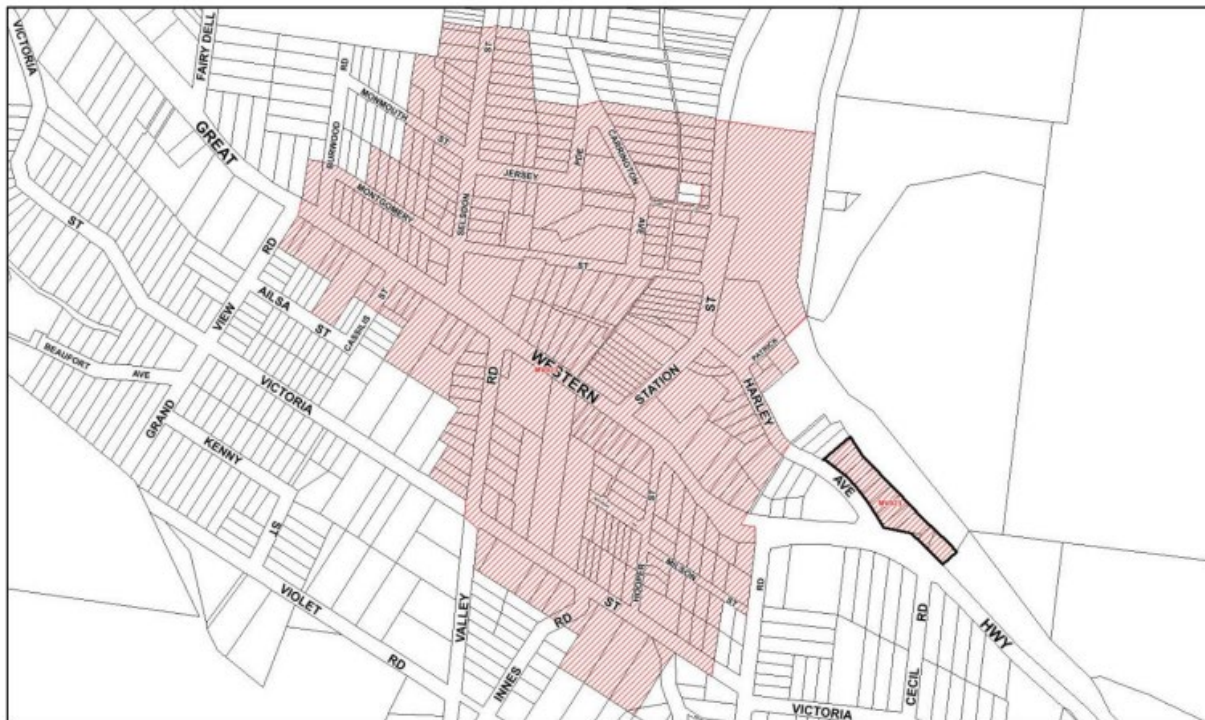 VICTORIA
FAIRY DELL
GREAT
RD
BURWOOD
MONMOUTH
ST
ST
CARRINGTON
PDE
JERSEY
MONTGOMERY
SELSDON
AVE
ST
ST
RD
AILSA
ST
ST
CASSILIS
VIEW
BEAUFORT
AVE
VICTORIA
GRAND
KENNY
ST
VIOLET
RD
RD
WESTERN
STATION
ST
PATRICK
HARLEY
AVE
ST
HOOPER
WILSON
ST
RD
ST
RD
VALLEY
INNES
RD
CECIL
HWY
VICTORIA